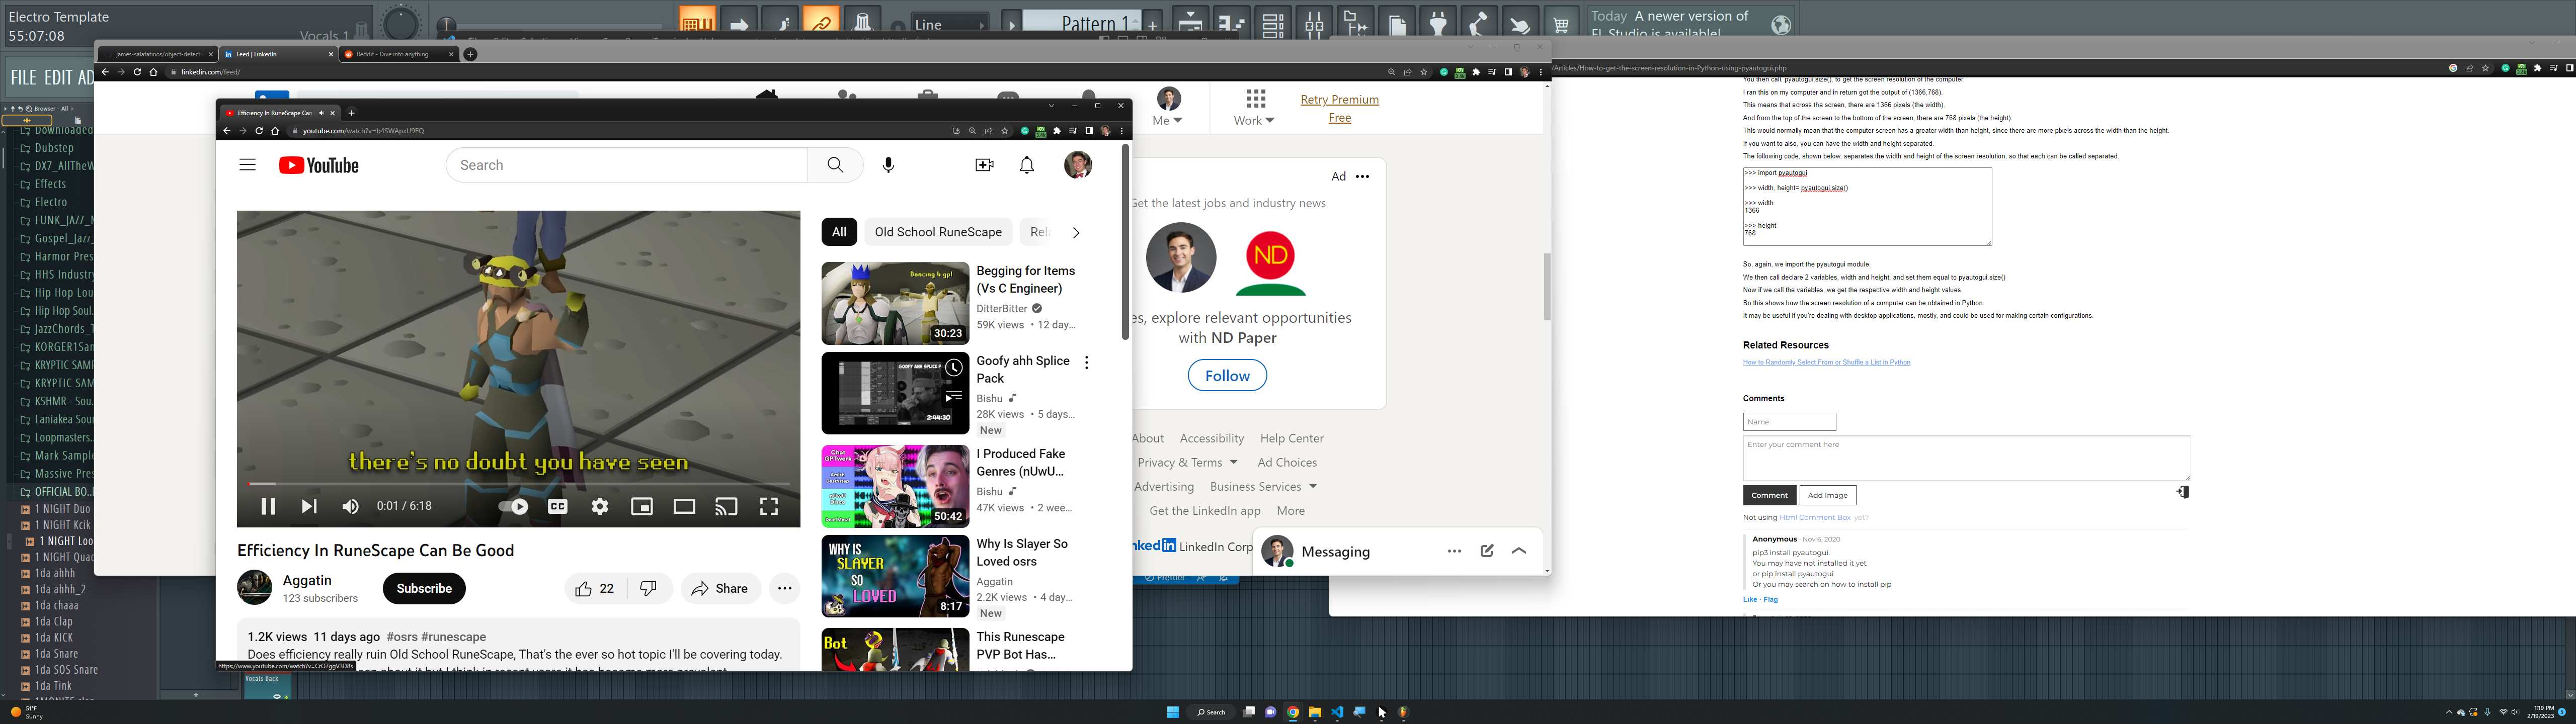 Electro Template
55:07:08
Vocals 1
Line
Pattern 1
Today A newer version of
FL Studio is available!
FILE EDIT AD
Browser - All
Downloaded
Dubstep
DX7_AllTheW
Effects
Electro
FUNK_JAZZ_M
Gospel_Jazz_
Harmor Pres
HHS Industry
Hip Hop Lou
Hip Hop Soul.
JazzChords_1
KORGER1San
KRYPTIC SAMP
KRYPTIC SAM
KSHMR - Sou.
Laniakea Sour
Loopmasters..
Mark Sample
Massive Pres
OFFICIAL BO..
1 NIGHT Duo
1 NIGHT Kcik
1 NIGHT Loo
1 NIGHT Quac
1da ahhh
1da ahhh_2
1da chaaa
1da Clap
1da KICK
1da Snare
1da SOS Snare
1da Tink
Vocals Back
james-salafatinos/object-detect
Feed | LinkedIn
Reddit - Dive into anything
linkedin.com/feed/
Me
Work
Retry Premium
Free
Ad
Get the latest jobs and industry news
ND
es, explore relevant opportunities
with ND Paper
Follow
About Accessibility Help Center
Privacy & Terms Ad Choices
Advertising Business Services
Get the LinkedIn app More
LinkedIn Corp
Messaging
Prettier
Efficiency In RuneScape Can
youtube.com/watch?v=b4SWApxU9EQ
YouTube
Search
there's no doubt you have seen
0:01 / 6:18
CC
Efficiency In RuneScape Can Be Good
Aggatin
123 subscribers
Subscribe
22
Share
1.2K views 11 days ago #osrs #runescape
Does efficiency really ruin Old School RuneScape, That's the ever so hot topic I'll be covering today.
https://www.youtube.com/watch?v=CrO7ggV3D8s
All
Old School RuneScape
Rel
Dancing 4 gp!
30:23
Begging for Items
(Vs C Engineer)
DitterBitter
59K views • 12 day...
GOOFY AHH SPLICE P
2:44:30
Goofy ahh Splice
Pack
Bishu
28K views • 5 days...
New
Chat
GPTwerk
50:42
I Produced Fake
Genres (nUwU...
Bishu
47K views • 2 wee...
WHY IS
SLAYER
SO
LOVED
8:17
Why Is Slayer So
Loved osrs
Aggatin
2.2K views • 4 day...
New
Bot
This Runescape
PVP Bot Has...
/Articles/How-to-get-the-screen-resolution-in-Python-using-pyautogui.php
You then call, pyautogui.size(), to get the screen resolution of the computer.
I ran this on my computer and in return got the output of (1366,768).
This means that across the screen, there are 1366 pixels (the width).
And from the top of the screen to the bottom of the screen, there are 768 pixels (the height).
This would normally mean that the computer screen has a greater width than height, since there are more pixels across the width than the height.
If you want to also, you can have the width and height separated.
The following code, shown below, separates the width and height of the screen resolution, so that each can be called separated.
>>> import pyautogui
>>> width, height= pyautogui.size()
>>> width
1366
>>> height
768
So, again, we import the pyautogui module.
We then call declare 2 variables, width and height, and set them equal to pyautogui.size()
Now if we call the variables, we get the respective width and height values.
So this shows how the screen resolution of a computer can be obtained in Python.
It may be useful if you're dealing with desktop applications, mostly, and could be used for making certain configurations.
Related Resources
How to Randomly Select From or Shuffle a List in Python
Comments
Name
Enter your comment here
Comment
Add Image
Not using Html Comment Box yet?
Anonymous · Nov 6, 2020
pip3 install pyautogui.
You may have not installed it yet
or pip install pyautogui
Or you may search on how to install pip
Like · Flag
51°F
Sunny
Search
1:19 PM
2/19/2023